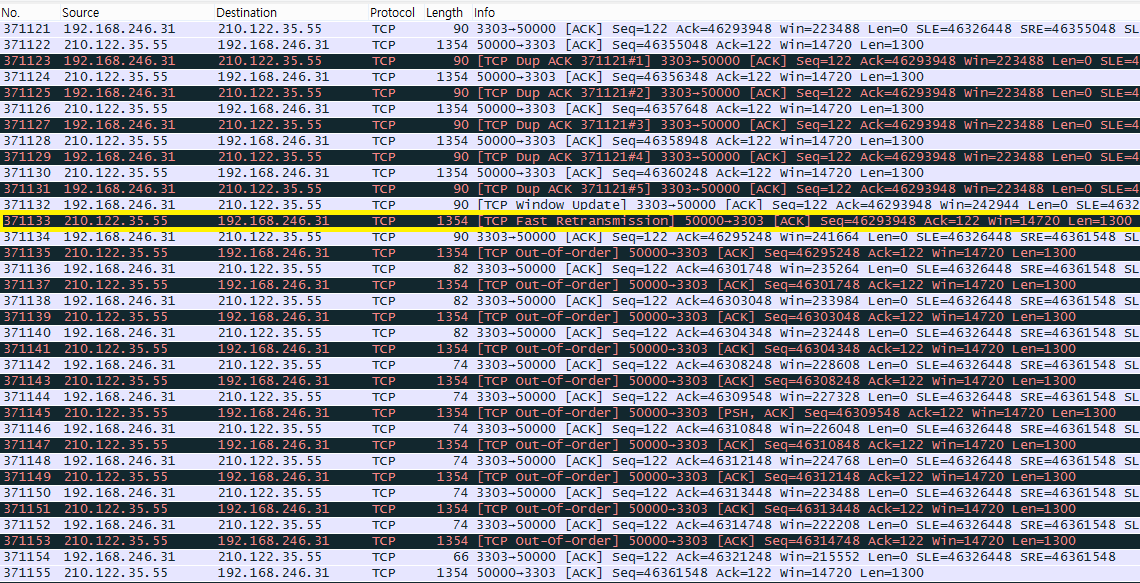 No. Source Destination Protocol Length Info
371121 192.168.246.31 210.122.35.55 TCP 90 3303→50000 [ACK] Seq=122 Ack=46293948 Win=223488 Len=0 SLE=46326448 SRE=46355048 SL
371122 210.122.35.55 192.168.246.31 TCP 1354 50000→3303 [ACK] Seq=46355048 Ack=122 Win=14720 Len=1300
371123 192.168.246.31 210.122.35.55 TCP 90 [TCP Dup ACK 371121#1] 3303→50000 [ACK] Seq=122 Ack=46293948 Win=223488 Len=0 SLE=4
371124 210.122.35.55 192.168.246.31 TCP 1354 50000→3303 [ACK] Seq=46356348 Ack=122 Win=14720 Len=1300
371125 192.168.246.31 210.122.35.55 TCP 90 [TCP Dup ACK 371121#2] 3303→50000 [ACK] Seq=122 Ack=46293948 Win=223488 Len=0 SLE=4
371126 210.122.35.55 192.168.246.31 TCP 1354 50000→3303 [ACK] Seq=46357648 Ack=122 Win=14720 Len=1300
371127 192.168.246.31 210.122.35.55 TCP 90 [TCP Dup ACK 371121#3] 3303→50000 [ACK] Seq=122 Ack=46293948 Win=223488 Len=0 SLE=4
371128 210.122.35.55 192.168.246.31 TCP 1354 50000→3303 [ACK] Seq=46358948 Ack=122 Win=14720 Len=1300
371129 192.168.246.31 210.122.35.55 TCP 90 [TCP Dup ACK 371121#4] 3303→50000 [ACK] Seq=122 Ack=46293948 Win=223488 Len=0 SLE=4
371130 210.122.35.55 192.168.246.31 TCP 1354 50000→3303 [ACK] Seq=46360248 Ack=122 Win=14720 Len=1300
371131 192.168.246.31 210.122.35.55 TCP 90 [TCP Dup ACK 371121#5] 3303→50000 [ACK] Seq=122 Ack=46293948 Win=223488 Len=0 SLE=4
371132 192.168.246.31 210.122.35.55 TCP 90 [TCP Window Update] 3303→50000 [ACK] Seq=122 Ack=46293948 Win=242944 Len=0 SLE=4632
371133 210.122.35.55 192.168.246.31 TCP 1354 [TCP Fast Retransmission] 50000→3303 [ACK] Seq=46293948 Ack=122 Win=14720 Len=1300
371134 192.168.246.31 210.122.35.55 TCP 90 3303→50000 [ACK] Seq=122 Ack=46295248 Win=241664 Len=0 SLE=46326448 SRE=46361548 SL
371135 210.122.35.55 192.168.246.31 TCP 1354 [TCP Out-Of-Order] 50000→3303 [ACK] Seq=46295248 Ack=122 Win=14720 Len=1300
371136 192.168.246.31 210.122.35.55 TCP 82 3303→50000 [ACK] Seq=122 Ack=46301748 Win=235264 Len=0 SLE=46326448 SRE=46361548 SL
371137 210.122.35.55 192.168.246.31 TCP 1354 [TCP Out-Of-Order] 50000→3303 [ACK] Seq=46301748 Ack=122 Win=14720 Len=1300
371138 192.168.246.31 210.122.35.55 TCP 82 3303→50000 [ACK] Seq=122 Ack=46303048 Win=233984 Len=0 SLE=46326448 SRE=46361548 SL
371139 210.122.35.55 192.168.246.31 TCP 1354 [TCP Out-Of-Order] 50000→3303 [ACK] Seq=46303048 Ack=122 Win=14720 Len=1300
371140 192.168.246.31 210.122.35.55 TCP 82 3303→50000 [ACK] Seq=122 Ack=46304348 Win=232448 Len=0 SLE=46326448 SRE=46361548 SL
371141 210.122.35.55 192.168.246.31 TCP 1354 [TCP Out-Of-Order] 50000→3303 [ACK] Seq=46304348 Ack=122 Win=14720 Len=1300
371142 192.168.246.31 210.122.35.55 TCP 74 3303→50000 [ACK] Seq=122 Ack=46308248 Win=228608 Len=0 SLE=46326448 SRE=46361548 SL
371143 210.122.35.55 192.168.246.31 TCP 1354 [TCP Out-Of-Order] 50000→3303 [ACK] Seq=46308248 Ack=122 Win=14720 Len=1300
371144 192.168.246.31 210.122.35.55 TCP 74 3303→50000 [ACK] Seq=122 Ack=46309548 Win=227328 Len=0 SLE=46326448 SRE=46361548 SL
371145 210.122.35.55 192.168.246.31 TCP 1354 [TCP Out-Of-Order] 50000→3303 [PSH, ACK] Seq=46309548 Ack=122 Win=14720 Len=1300
371146 192.168.246.31 210.122.35.55 TCP 74 3303→50000 [ACK] Seq=122 Ack=46310848 Win=226048 Len=0 SLE=46326448 SRE=46361548 SL
371147 210.122.35.55 192.168.246.31 TCP 1354 [TCP Out-Of-Order] 50000→3303 [ACK] Seq=46310848 Ack=122 Win=14720 Len=1300
371148 192.168.246.31 210.122.35.55 TCP 74 3303→50000 [ACK] Seq=122 Ack=46312148 Win=224768 Len=0 SLE=46326448 SRE=46361548 SL
371149 210.122.35.55 192.168.246.31 TCP 1354 [TCP Out-Of-Order] 50000→3303 [ACK] Seq=46312148 Ack=122 Win=14720 Len=1300
371150 192.168.246.31 210.122.35.55 TCP 74 3303→50000 [ACK] Seq=122 Ack=46313448 Win=223488 Len=0 SLE=46326448 SRE=46361548 SL
371151 210.122.35.55 192.168.246.31 TCP 1354 [TCP Out-Of-Order] 50000→3303 [ACK] Seq=46313448 Ack=122 Win=14720 Len=1300
371152 192.168.246.31 210.122.35.55 TCP 74 3303→50000 [ACK] Seq=122 Ack=46314748 Win=222208 Len=0 SLE=46326448 SRE=46361548 SL
371153 210.122.35.55 192.168.246.31 TCP 1354 [TCP Out-Of-Order] 50000→3303 [ACK] Seq=46314748 Ack=122 Win=14720 Len=1300
371154 192.168.246.31 210.122.35.55 TCP 66 3303→50000 [ACK] Seq=122 Ack=46321248 Win=215552 Len=0 SLE=46326448 SRE=46361548
371155 210.122.35.55 192.168.246.31 TCP 1354 50000→3303 [ACK] Seq=46361548 Ack=122 Win=14720 Len=1300